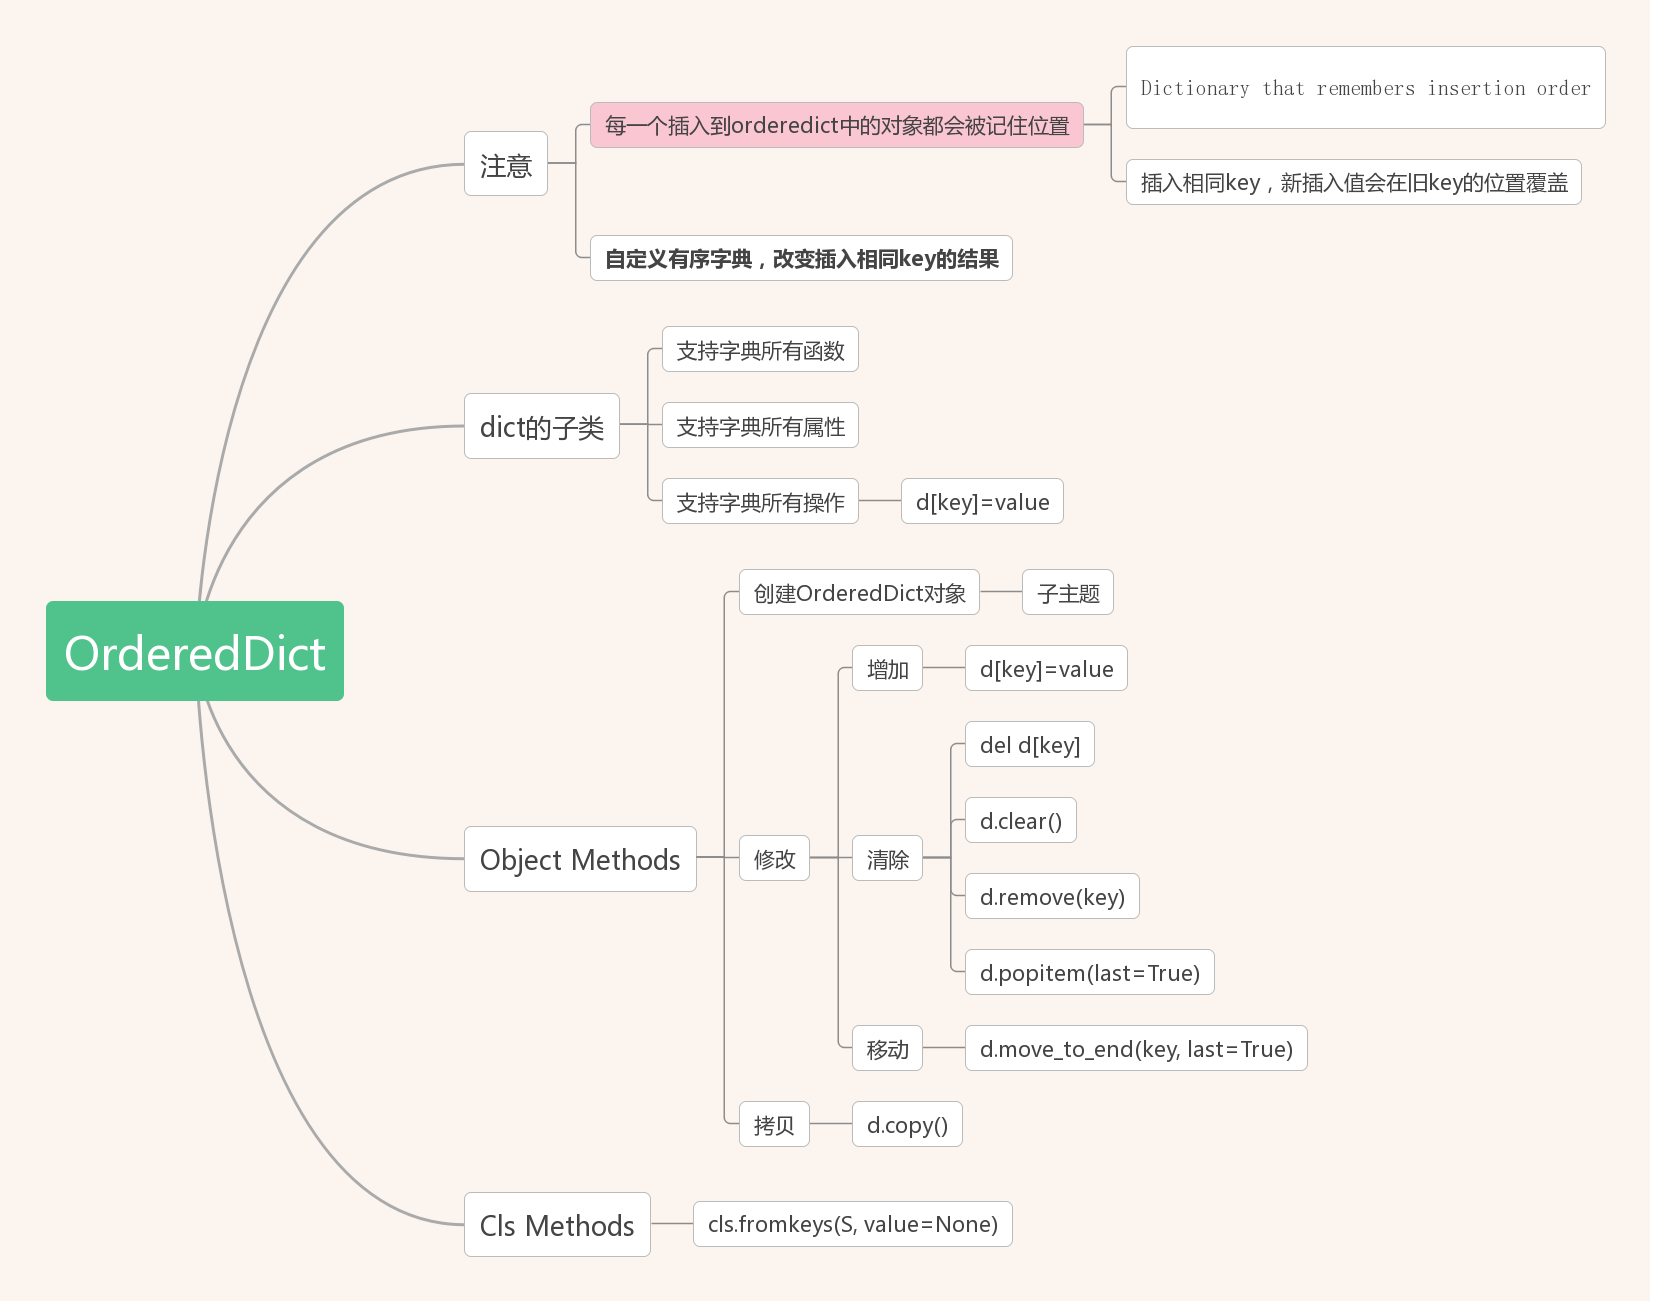 OrderedDict
注意
每一个插入到orderedict中的对象都会被记住位置
Dictionary that remembers insertion order
插入相同key，新插入值会在旧key的位置覆盖
自定义有序字典，改变插入相同key的结果
dict的子类
支持字典所有函数
支持字典所有属性
支持字典所有操作
d[key]=value
Object Methods
创建OrderedDict对象
子主题
修改
增加
d[key]=value
清除
del d[key]
d.clear()
d.remove(key)
d.popitem(last=True)
移动
d.move_to_end(key, last=True)
拷贝
d.copy()
Cls Methods
cls.fromkeys(S, value=None)